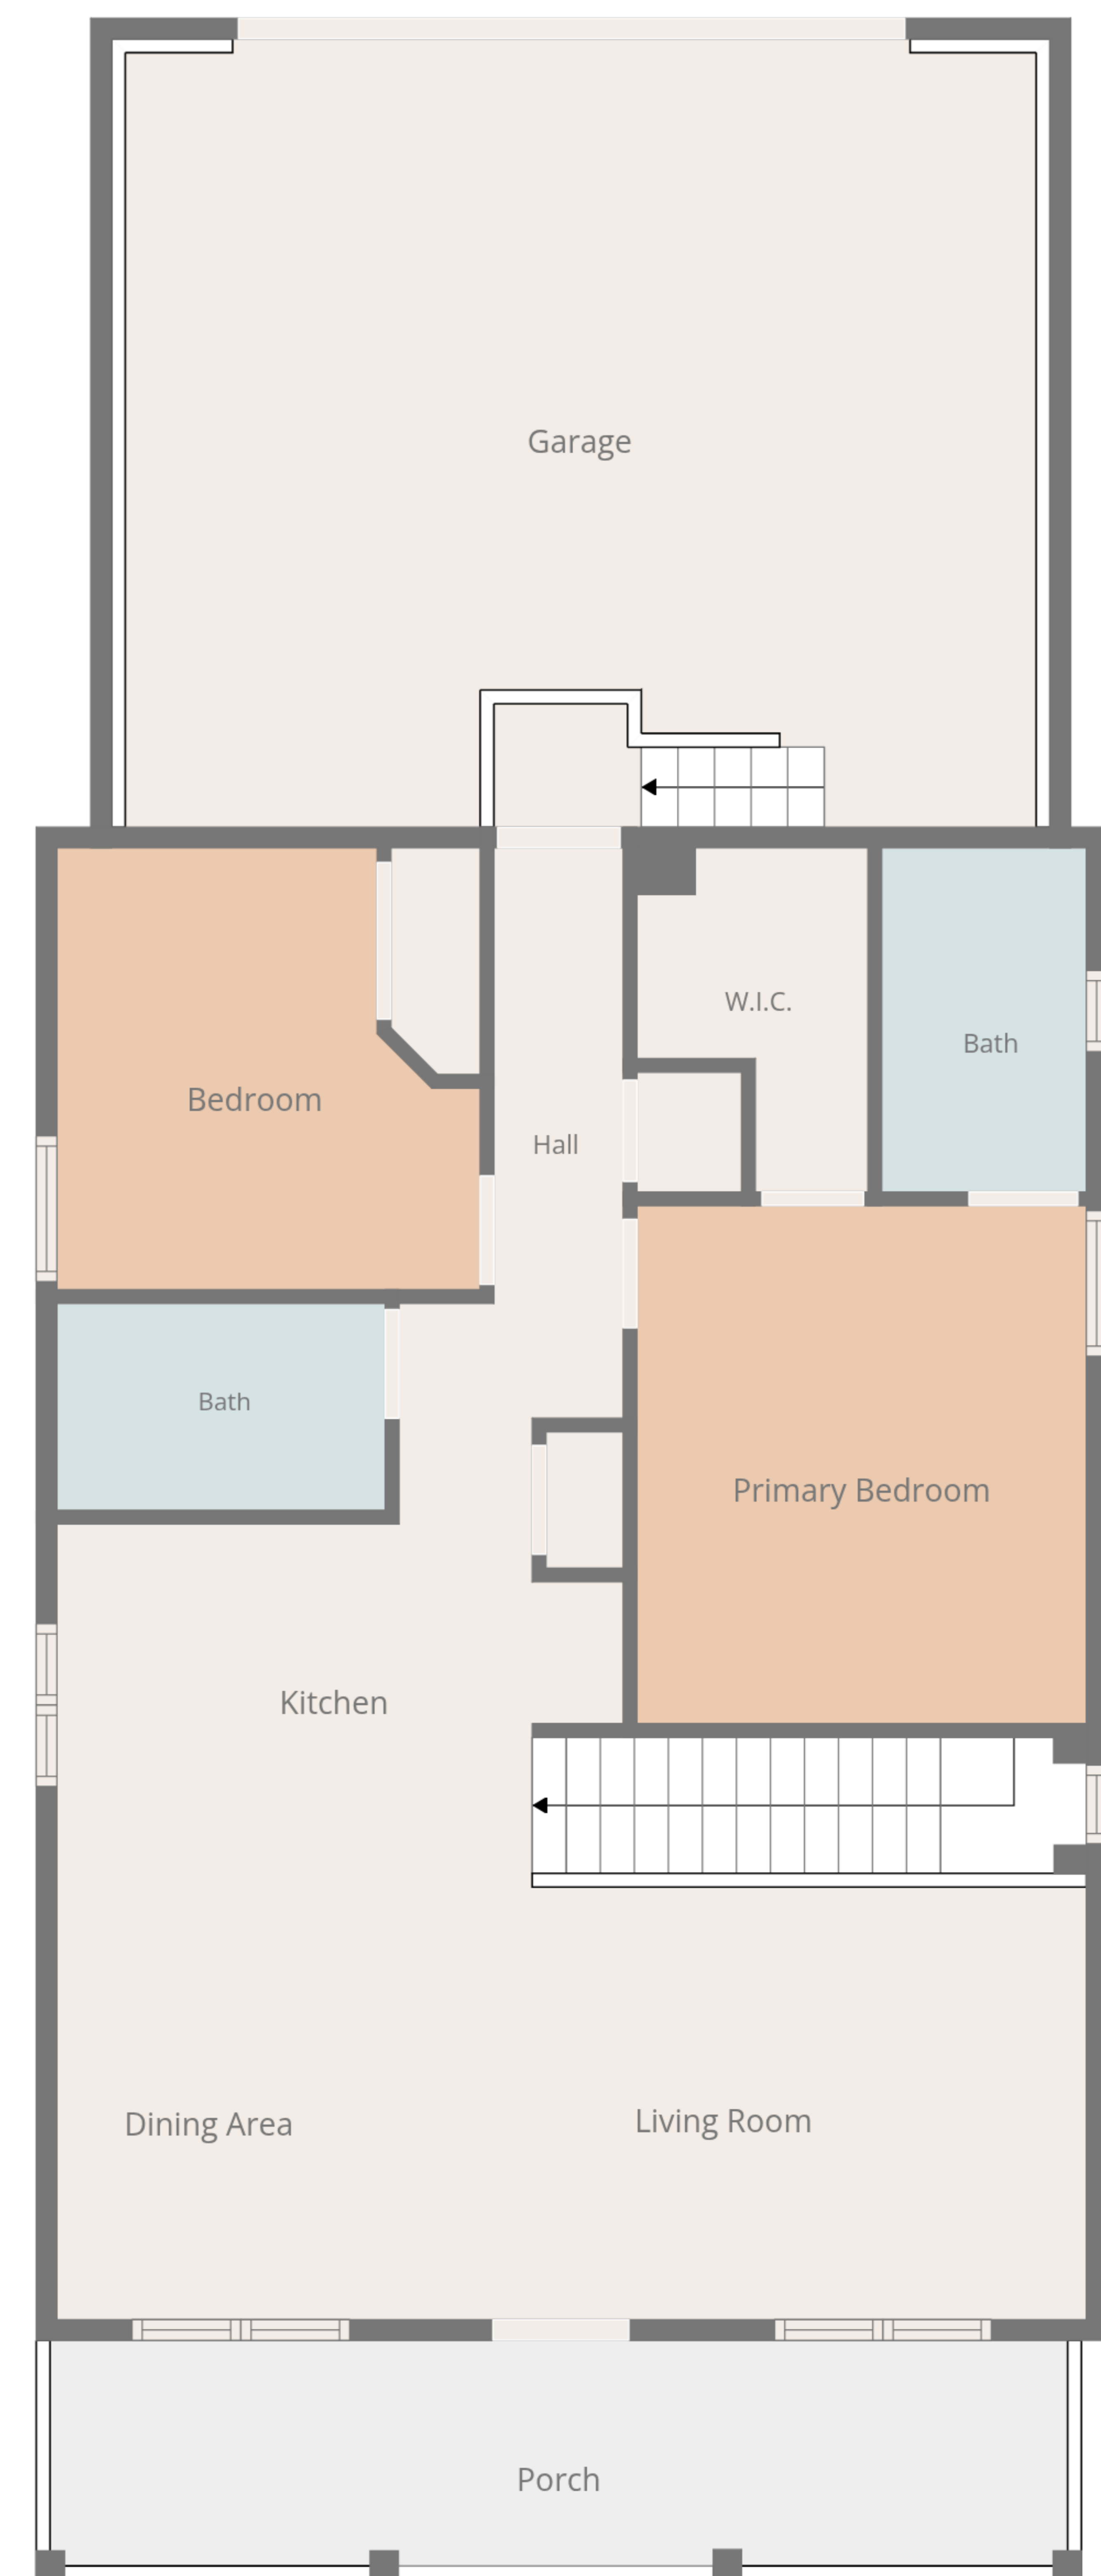 Garage
W.I.C.
Bath
Bedroom
Hall
Bath
Primary Bedroom
Kitchen
Dining Area
Living Room
Porch